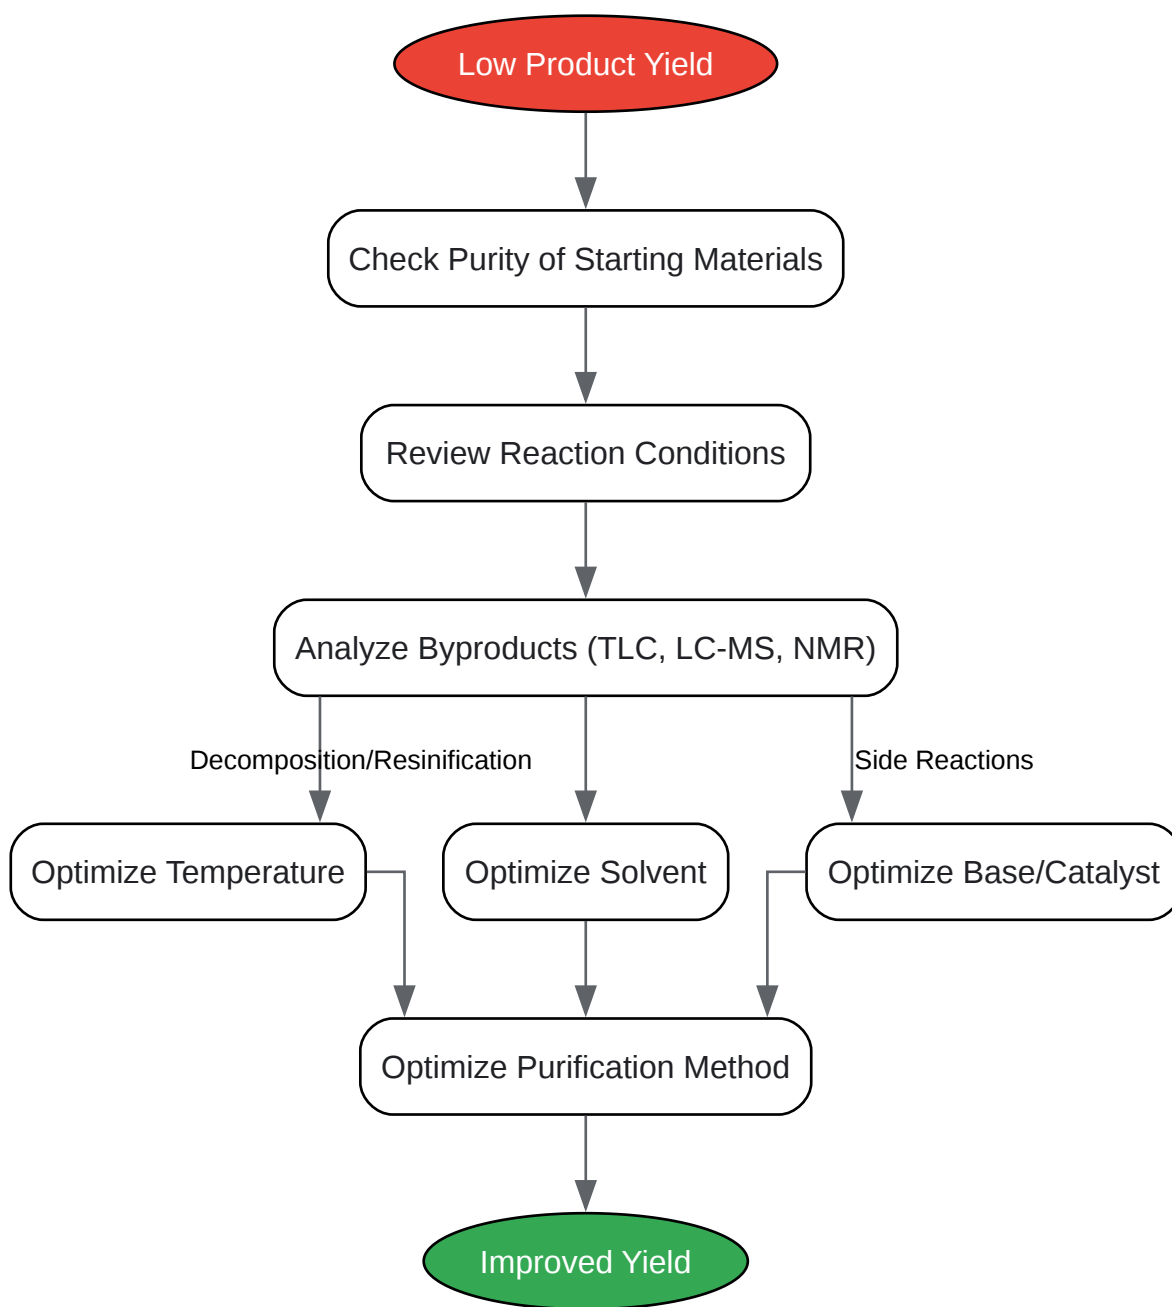 Low Product Yield
Check Purity of Starting Materials
Review Reaction Conditions
Analyze Byproducts (TLC, LC-MS, NMR)
Decomposition/Resinification
Side Reactions
Optimize Temperature
Optimize Solvent
Optimize Base/Catalyst
Optimize Purification Method
Improved Yield